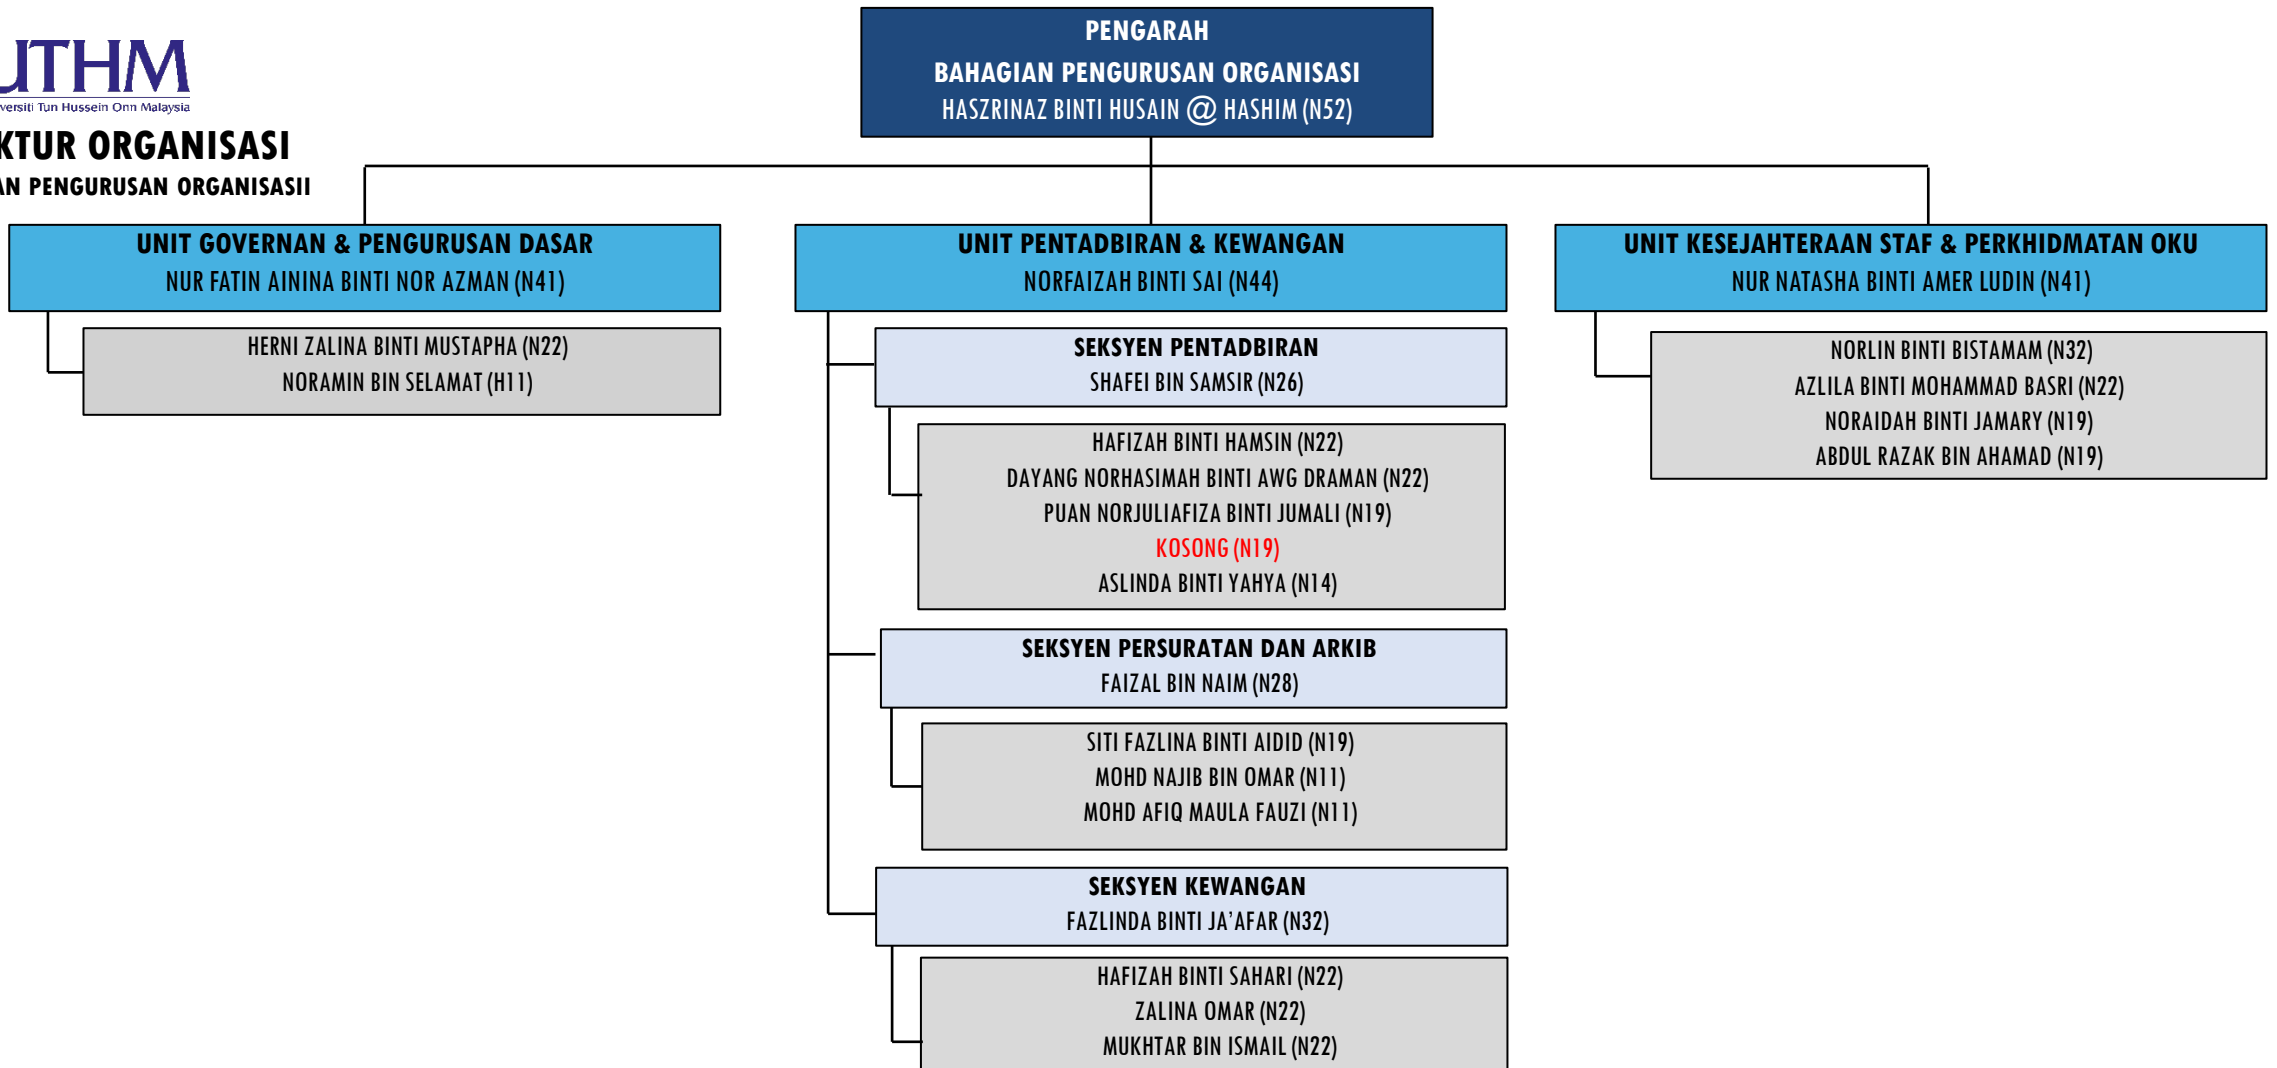 UTHM
versiti Tun Hussein Onn Malaysia
KTUR ORGANISASI
AN PENGURUSAN ORGANISASII
PENGARAH
BAHAGIAN PENGURUSAN ORGANISASI
HASZRINAZ BINTI HUSAIN @ HASHIM (N52)
UNIT GOVERNAN & PENGURUSAN DASAR
NUR FATIN AININA BINTI NOR AZMAN (N41)
HERNI ZALINA BINTI MUSTAPHA (N22)
NORAMIN BIN SELAMAT (H11)
UNIT PENTADBIRAN & KEWANGAN
NORFAIZAH BINTI SAI (N44)
SEKSYEN PENTADBIRAN
SHAFEI BIN SAMSIR (N26)
HAFIZAH BINTI HAMSIN (N22)
DAYANG NORHASIMAH BINTI AWG DRAMAN (N22)
PUAN NORJULIAFIZA BINTI JUMALI (N19)
KOSONG (N19)
ASLINDA BINTI YAHYA (N14)
SEKSYEN PERSURATAN DAN ARKIB
FAIZAL BIN NAIM (N28)
SITI FAZLINA BINTI AIDID (N19)
MOHD NAJIB BIN OMAR (N11)
MOHD AFIQ MAULA FAUZI (N11)
SEKSYEN KEWANGAN
FAZLINDA BINTI JA'AFAR (N32)
HAFIZAH BINTI SAHARI (N22)
ZALINA OMAR (N22)
MUKHTAR BIN ISMAIL (N22)
UNIT KESEJAHTERAAN STAF & PERKHIDMATAN OKU
NUR NATASHA BINTI AMER LUDIN (N41)
NORLIN BINTI BISTAMAM (N32)
AZLILA BINTI MOHAMMAD BASRI (N22)
NORAIDAH BINTI JAMARY (N19)
ABDUL RAZAK BIN AHAMAD (N19)